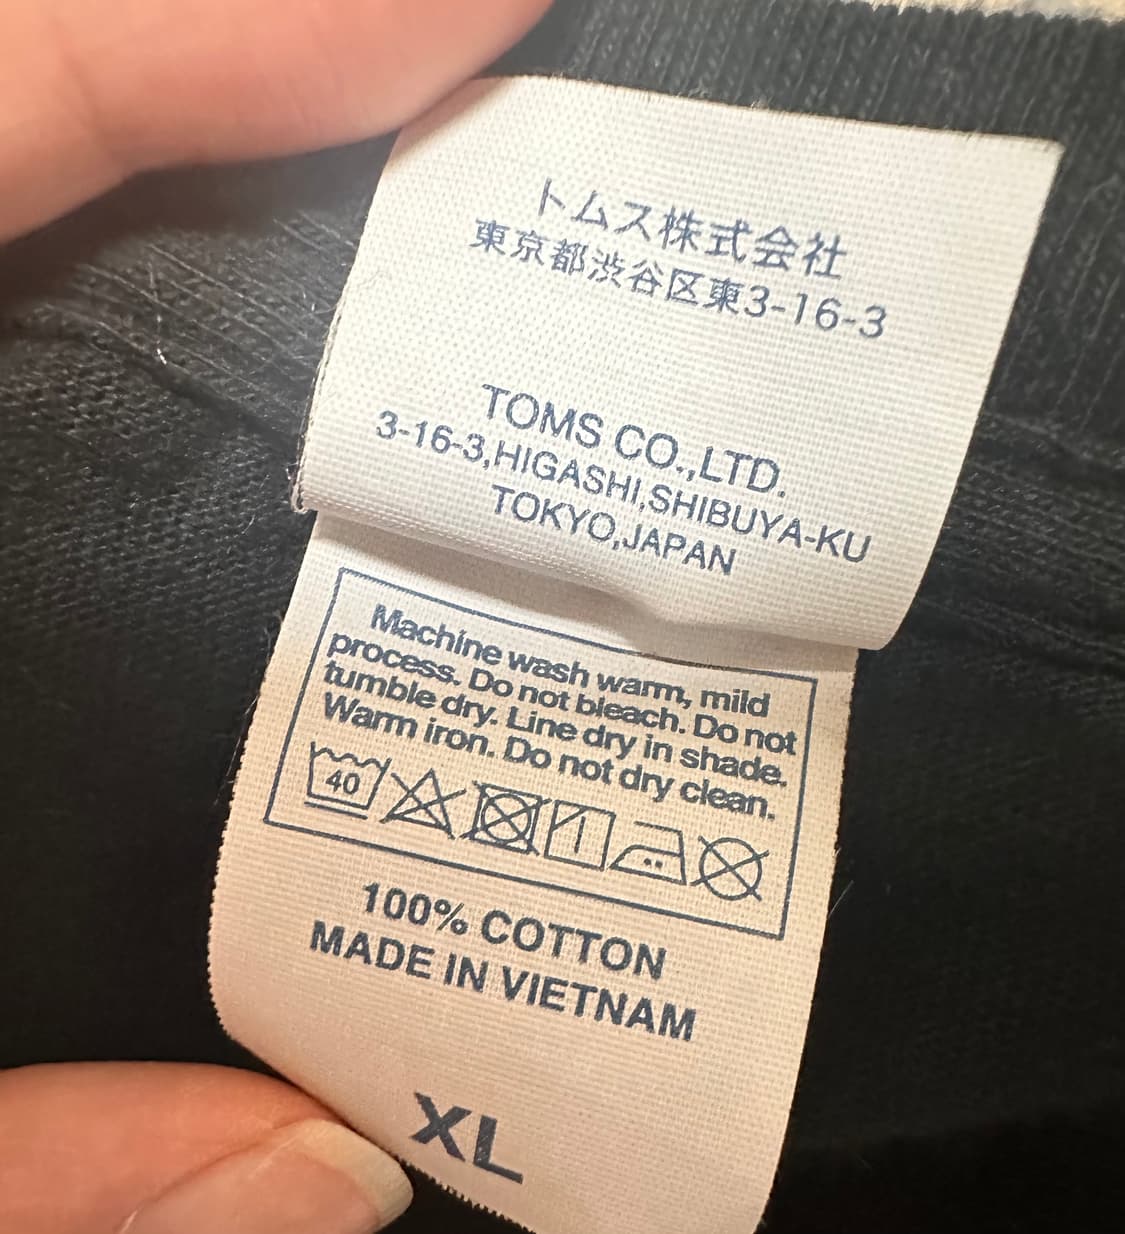 トムス株式会社
東京都渋谷区東3-16-3
TOMS CO.,LTD.
3-16-3,HIGASHI,SHIBUYA-KU
TOKYO,JAPAN
Machine wash warm, mild
process. Do not bleach. Do not
tumble dry. Line dry in shade.
Warm iron. Do not dry clean.
40
100% COTTON
MADE IN VIETNAM
XL